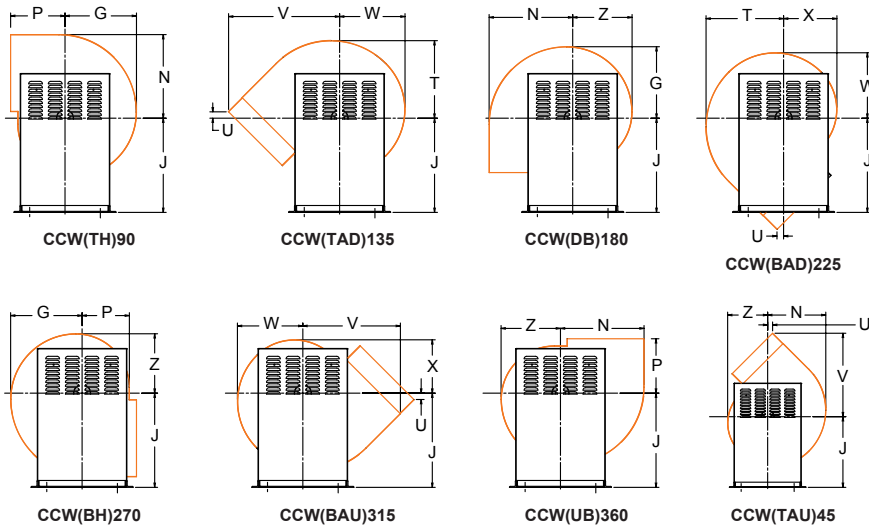 P G N J
CCW(TH)90
V W T U J
CCW(TAD)135
N Z G J
CCW(DB)180
T X W J U
CCW(BAD)225
G P Z J
CCW(BH)270
W V X U J
CCW(BAU)315
Z N P J
CCW(UB)360
Z N U V J
CCW(TAU)45